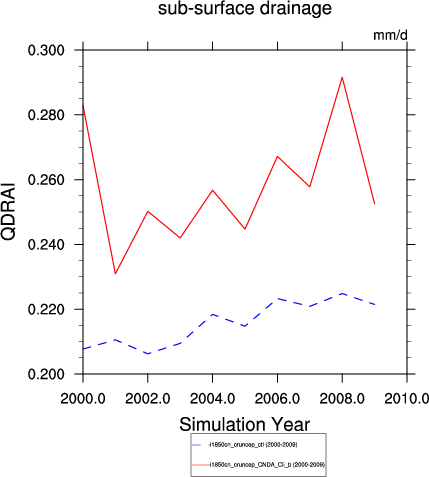 sub-surface drainage
mm/d
0.300
0.280
0.260
0.240
0.220
0.200
QDRAI
2000.0 2002.0 2004.0 2006.0 2008.0 2010.0
Simulation Year
i1850cn_cruncep_ctl (2000-2009)
i1850cn_cruncep_CNDA_Cli_b (2000-2009)